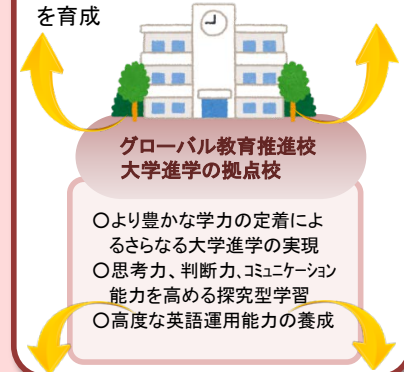 を育成
グローバル教育推進校
大学進学の拠点校
○より豊かな学力の定着によ
るさらなる大学進学の実現
○思考力、判断力、ｺﾐｭﾆｹｰｼｮﾝ
能力を高める探究型学習
○高度な英語運用能力の養成